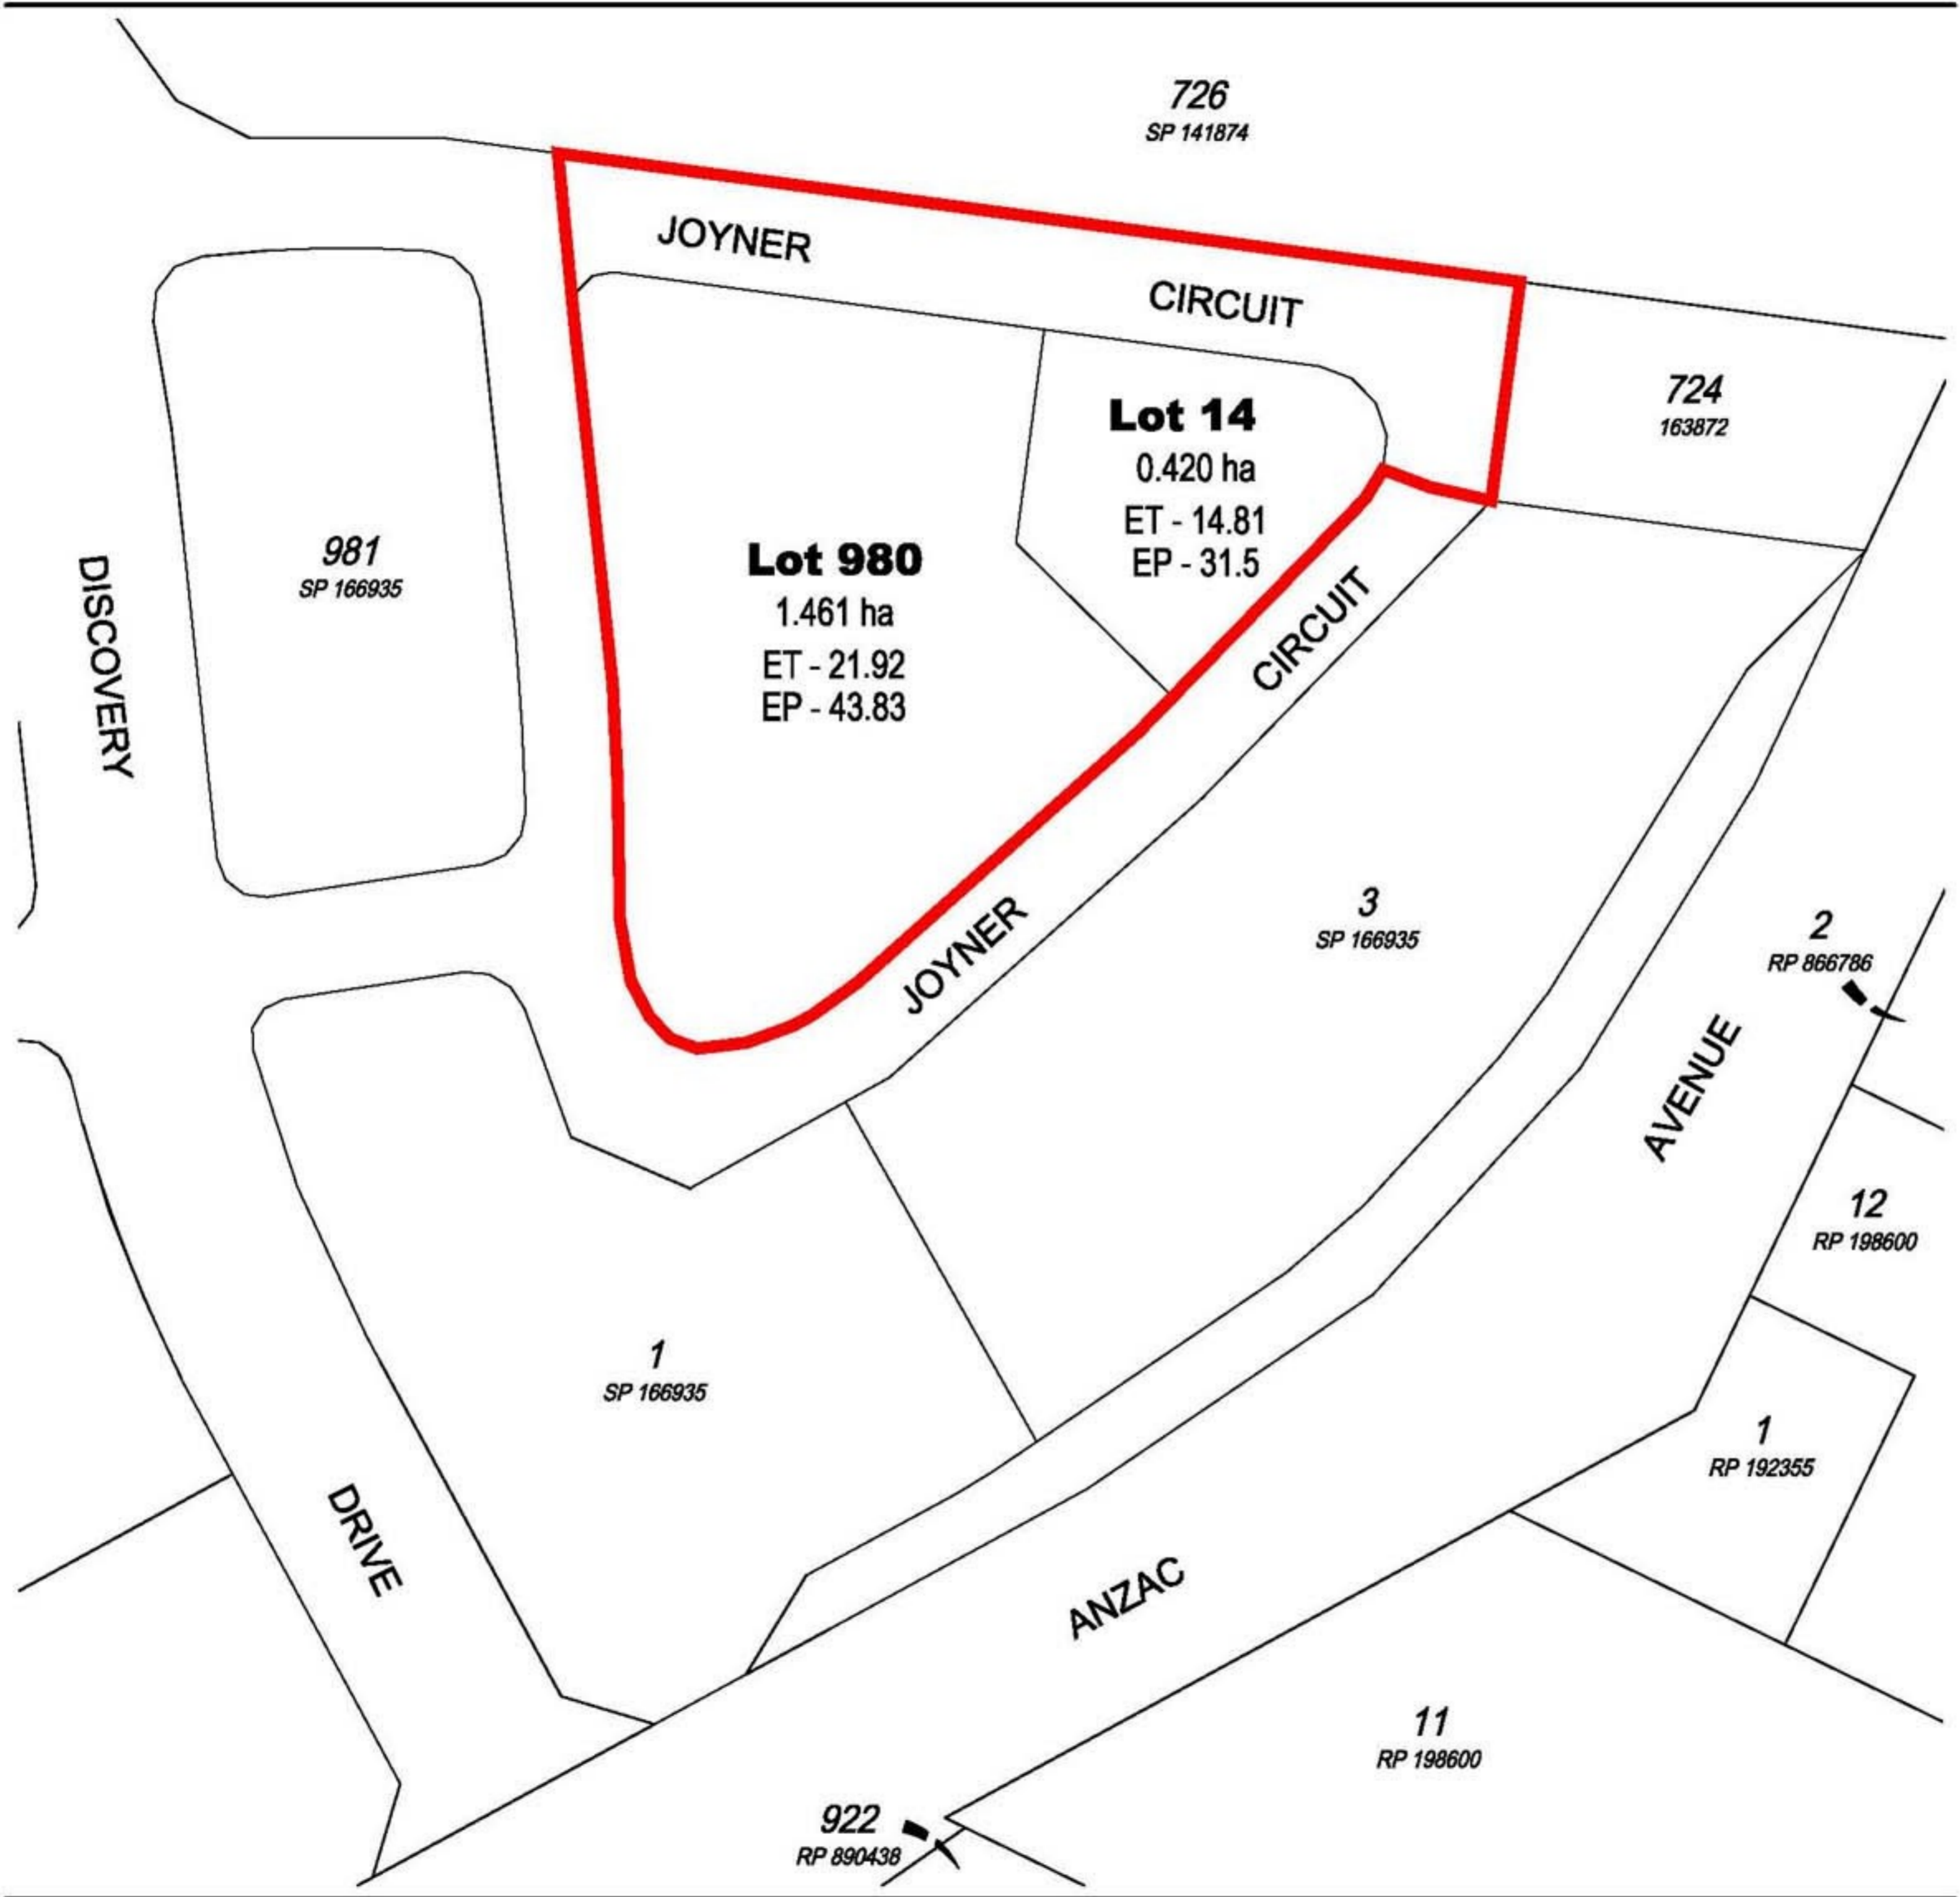 726
SP 141874
JOYNER
CIRCUIT
724
163872
Lot 14
0.420 ha
ET - 14.81
EP - 31.5
981
SP 166935
Lot 980
1.461 ha
ET - 21.92
EP - 43.83
DISCOVERY
CIRCUIT
JOYNER
3
SP 166935
2
RP 866786
AVENUE
12
RP 198600
1
SP 166935
1
RP 192355
DRIVE
ANZAC
11
RP 198600
922
RP 890438